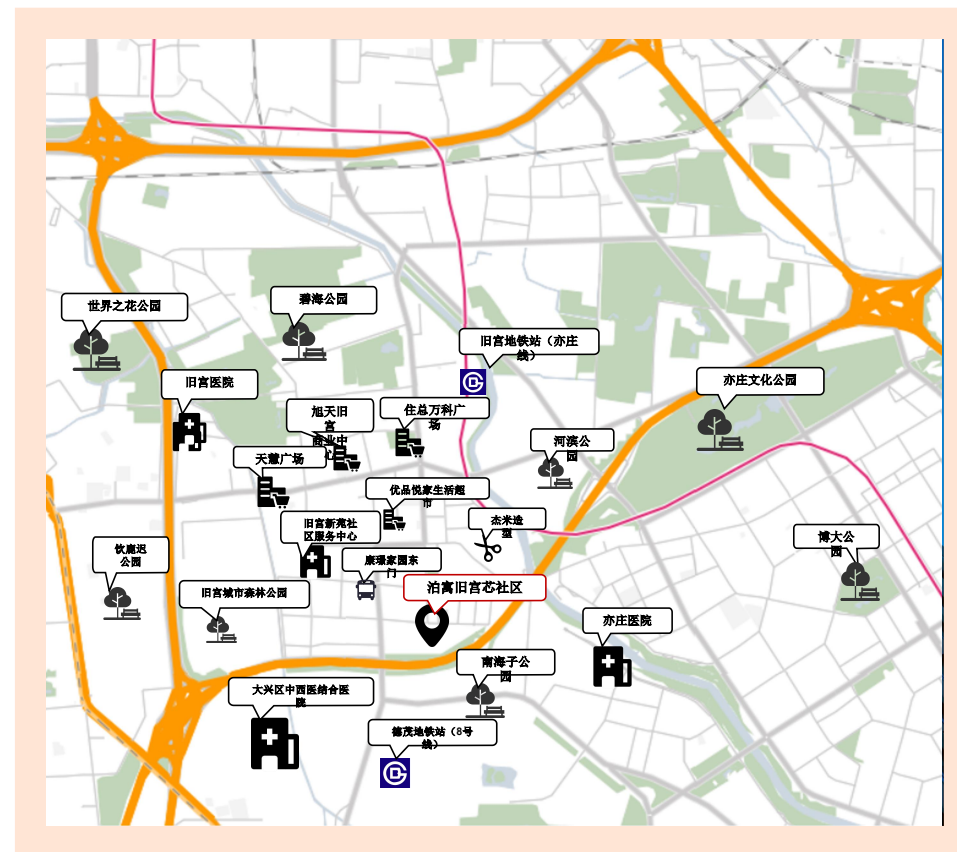 世界之花公园
碧海公园
旧宫地铁站（亦庄
线）
旧宫医院
亦庄文化公园
旭天旧
宫
商业中
心
住总万科广
场
天慧广场
河滨公
园
优品悦家生活超
市
旧宫新苑社
区服务中心
杰米造
型
博大公
园
饮鹿迟
公园
康璟家园东
门
泊寓旧宫芯社区
旧宫城市森林公园
亦庄医院
南海子公
园
大兴区中西医结合医
院
德茂地铁站（8号
线）